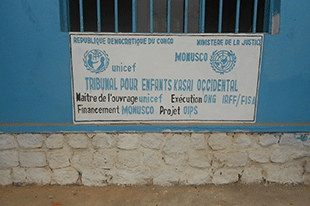 REPUBLIQUE DEMOCRATIQUE DU CONGO MINISTERE DE LA JUSTICE
unicef MONUSCO
TRIBUNAL POUR ENFANTS KASAI OCCIDENTAL
Maître de l'ouvrage unicef Exécution ONG IRFF/FISL
Financement MONUSCO Projet QIPS